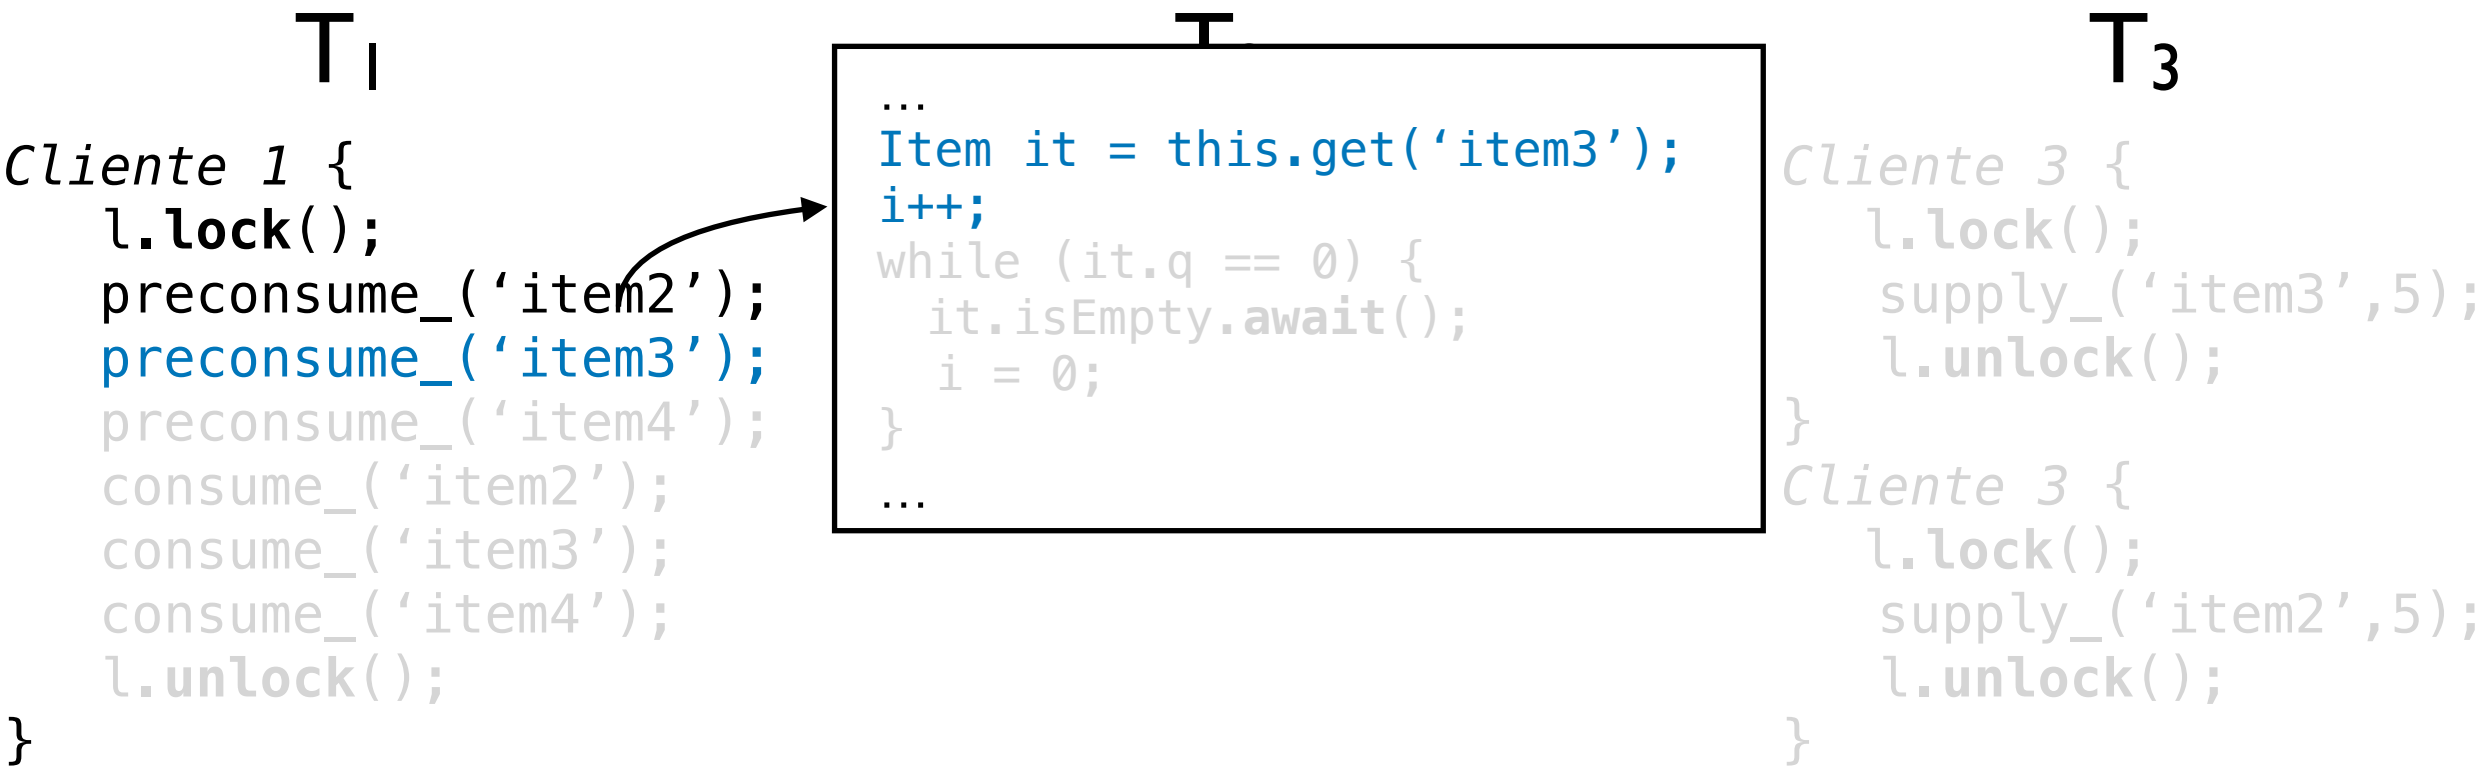 T1
Cliente 1 {
l.lock();
preconsume_(‘item2’);
preconsume_(‘item3’);
preconsume_(‘item4’);
consume_(‘item2’);
consume_(‘item3’);
consume_(‘item4’);
l.unlock();
}
…
Item it = this.get(‘item3’);
i++;
while (it.q == 0) {
it.isEmpty.await();
i = 0;
}
…
T3
Cliente 3 {
l.lock();
supply_(‘item3’,5);
l.unlock();
}
Cliente 3 {
l.lock();
supply_(‘item2’,5);
l.unlock();
}